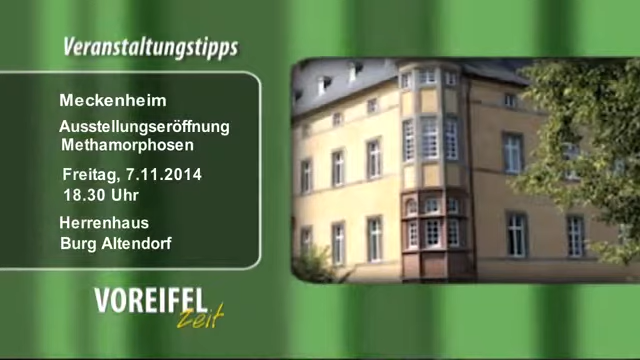 Veranstaltungstipps
Meckenheim
Ausstellungseröffnung
Methamorphosen
Freitag, 7.11.2014
18.30 Uhr
Herrenhaus
Burg Altendorf
VOREIFEL
zeit